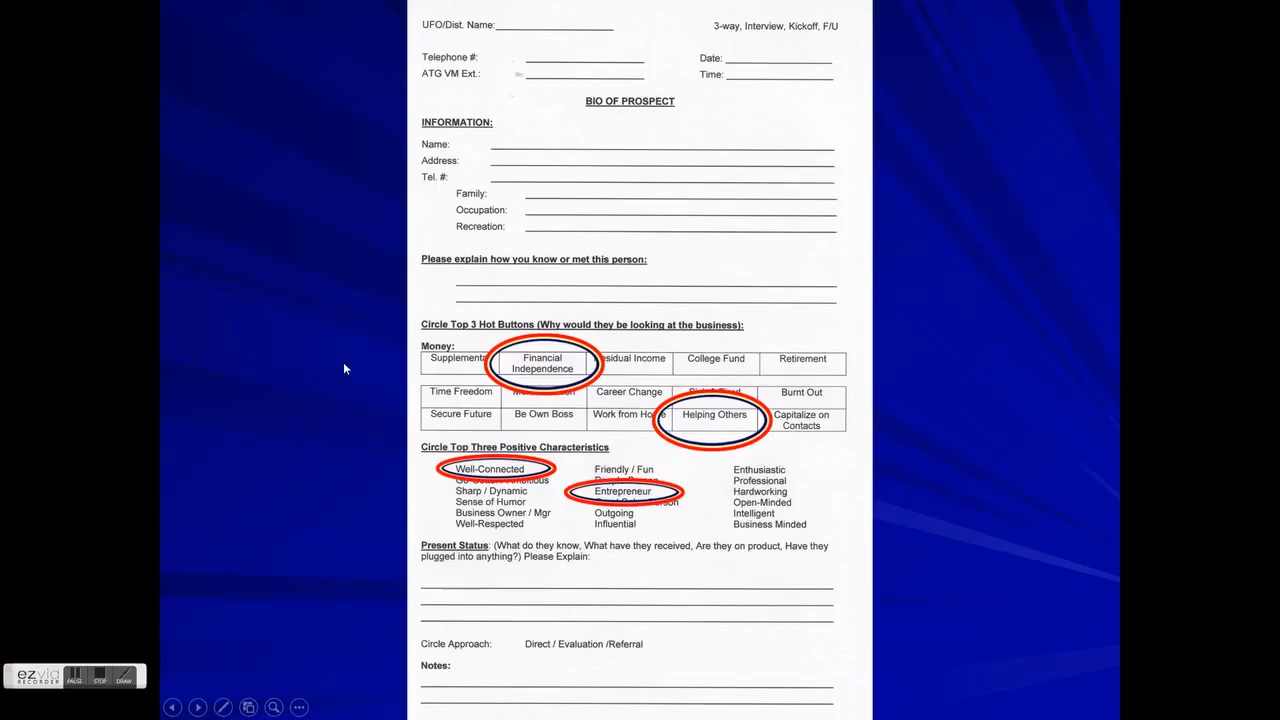 UFO/Dist. Name: 3-way, Interview, Kickoff, F/U
Telephone #: Date:
ATG VM Ext.: Time:
BIO OF PROSPECT
INFORMATION:
Name:
Address:
Tel. #:
Family:
Occupation:
Recreation:
Please explain how you know or met this person:
Circle Top 3 Hot Buttons (Why would they be looking at the business):
Money:
Financial Independence
Income College Fund Retirement
Time Freedom Career Change Burnt Out
Secure Future Be Own Boss Work from Helping Others Capitalize on Contacts
Circle Top Three Positive Characteristics
Well-Connected Friendly / Fun Enthusiastic
Professional
Sharp / Dynamic Entrepreneur Hardworking
Sense of Humor Open-Minded
Business Owner / Mgr Outgoing Intelligent
Well-Respected Influential Business Minded
Present Status: (What do they know, What have they received, Are they on product, Have they
plugged into anything?) Please Explain:
Circle Approach: Direct / Evaluation /Referral
Notes:
ezvid
RECORDER
PAUSE STOP DRAW